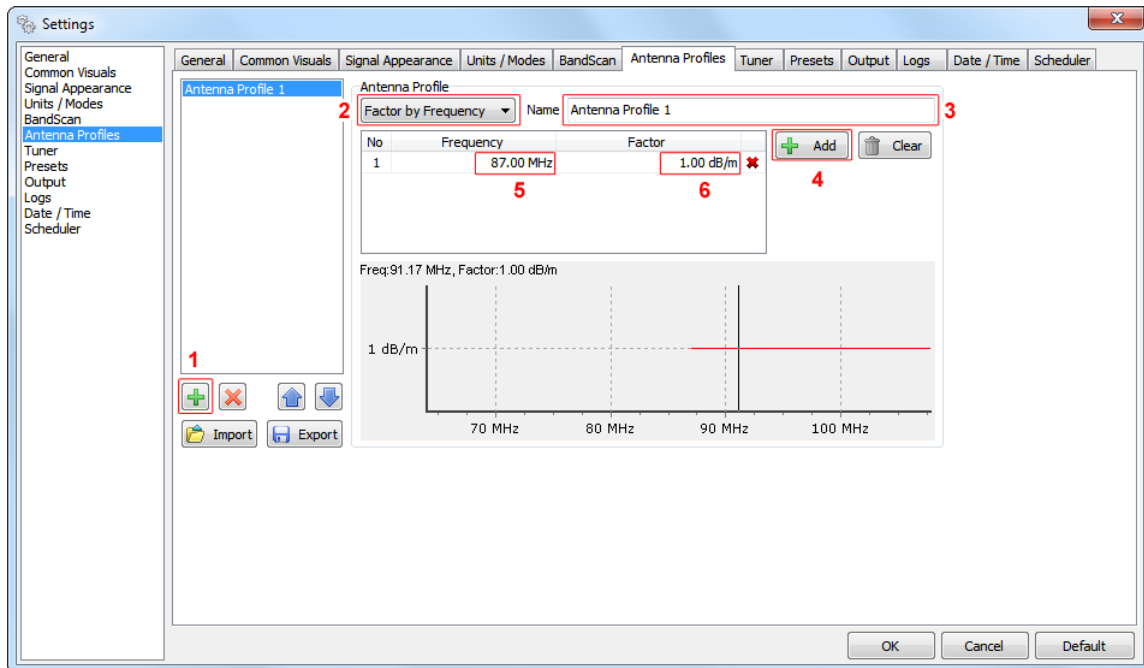 Settings
General
Common Visuals
Signal Appearance
Units / Modes
BandScan
Antenna Profiles
Tuner
Presets
Output
Logs
Date / Time
Scheduler
General Common Visuals Signal Appearance Units / Modes BandScan Antenna Profiles Tuner Presets Output Logs Date / Time Scheduler
Antenna Profile 1
1
Import Export
Antenna Profile
2 Factor by Frequency Name Antenna Profile 1 3
No Frequency Factor
1 87.00 MHz 1.00 dB/m
5 6
Add Clear
4
Freq:91.17 MHz, Factor:1.00 dB/m
1 dB/m
70 MHz 80 MHz 90 MHz 100 MHz
OK Cancel Default